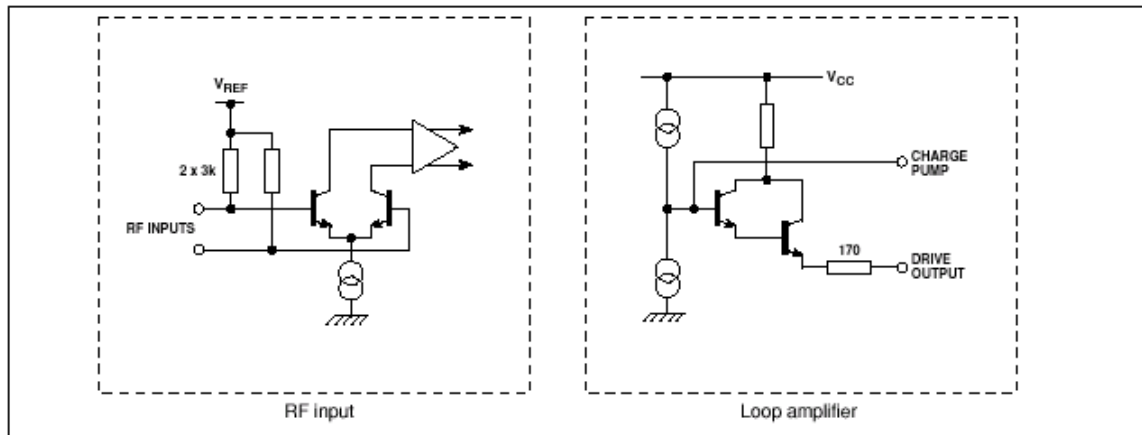 VREF
2 x 3k
RF INPUTS
RF input
VCC
CHARGE
PUMP
170
DRIVE
OUTPUT
Loop amplifier